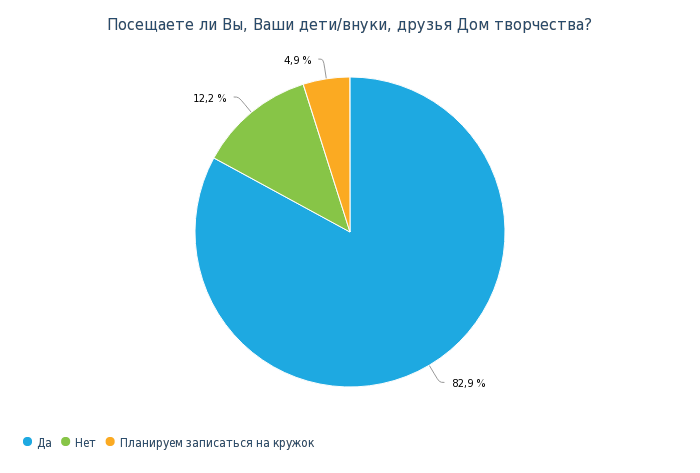 Посещаете ли Вы, Ваши дети/внуки, друзья Дом творчества?
4,9 %
12,2 %
82,9 %
Да
Нет
Планируем записаться на кружок